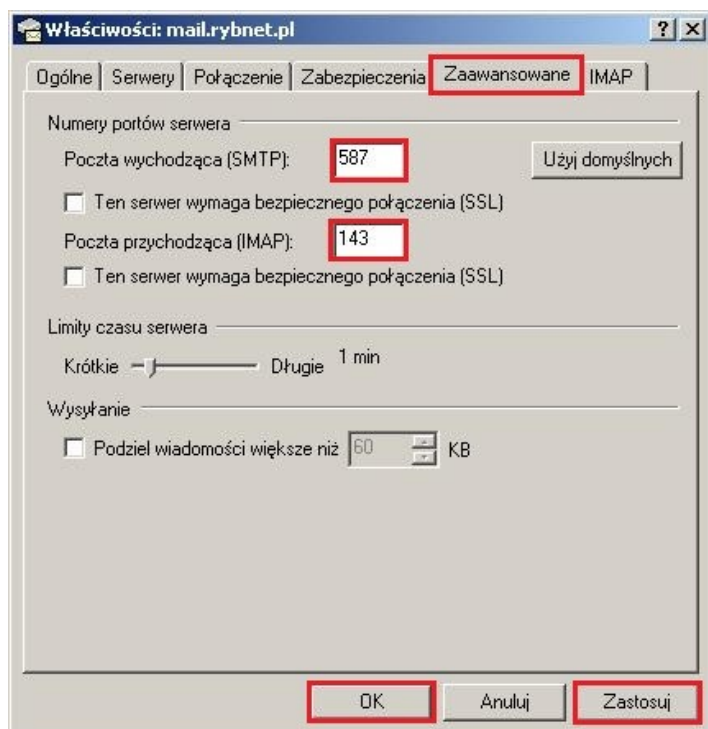 Właściwości: mail.rybnet.pl
Ogólne Serwery Połączenie Zabezpieczenia Zaawansowane IMAP
Numery portów serwera
Poczta wychodząca (SMTP): 587 Użyj domyślnych
Ten serwer wymaga bezpiecznego połączenia (SSL)
Poczta przychodząca (IMAP): 143
Ten serwer wymaga bezpiecznego połączenia (SSL)
Limity czasu serwera
Krótkie Długie 1 min
Wysyłanie
Podziel wiadomości większe niż 60 KB
OK Anuluj Zastosuj